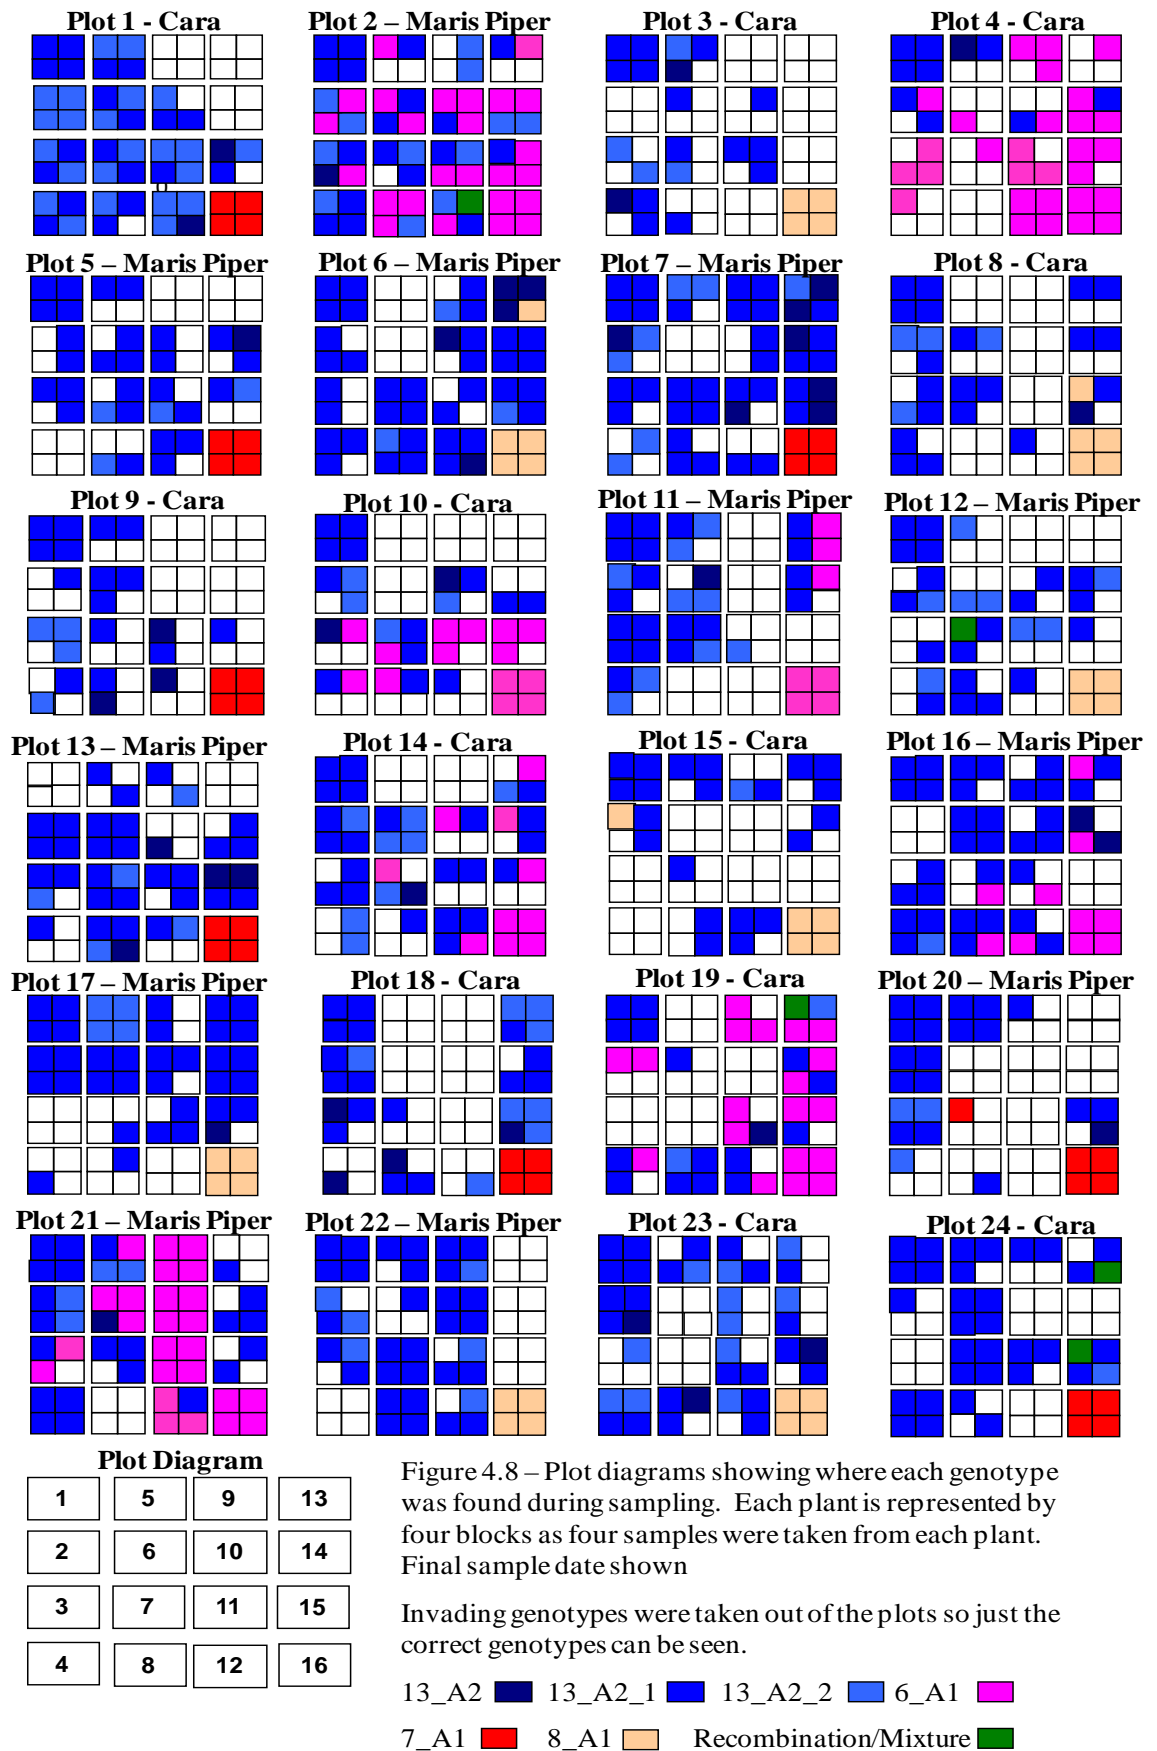 Plot 1 - Cara
Plot 2 – Maris Piper
Plot 3 - Cara
Plot 4 - Cara
Plot 5 – Maris Piper
Plot 6 – Maris Piper
Plot 7 – Maris Piper
Plot 8 - Cara
Plot 9 - Cara
Plot 10 - Cara
Plot 11 – Maris Piper
Plot 12 – Maris Piper
Plot 13 – Maris Piper
Plot 14 - Cara
Plot 15 - Cara
Plot 16 – Maris Piper
Plot 17 – Maris Piper
Plot 18 - Cara
Plot 19 - Cara
Plot 20 – Maris Piper
Plot 21 – Maris Piper
Plot 22 – Maris Piper
Plot 23 - Cara
Plot 24 - Cara
Plot Diagram
1 5 9 13
2 6 10 14
3 7 11 15
4 8 12 16
Figure 4.8 – Plot diagrams showing where each genotype
was found during sampling. Each plant is represented by
four blocks as four samples were taken from each plant.
Final sample date shown
Invading genotypes were taken out of the plots so just the
correct genotypes can be seen.
13_A2 13_A2_1 13_A2_2 6_A1
7_A1 8_A1 Recombination/Mixture